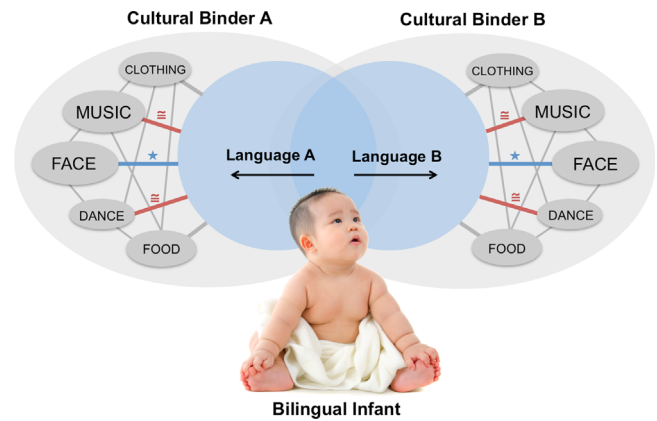 Cultural Binder A
Cultural Binder B
CLOTHING
CLOTHING
MUSIC
≅
≅
MUSIC
FACE
★
Language A
Language B
★
FACE
DANCE
≅
≅
DANCE
FOOD
FOOD
Bilingual Infant